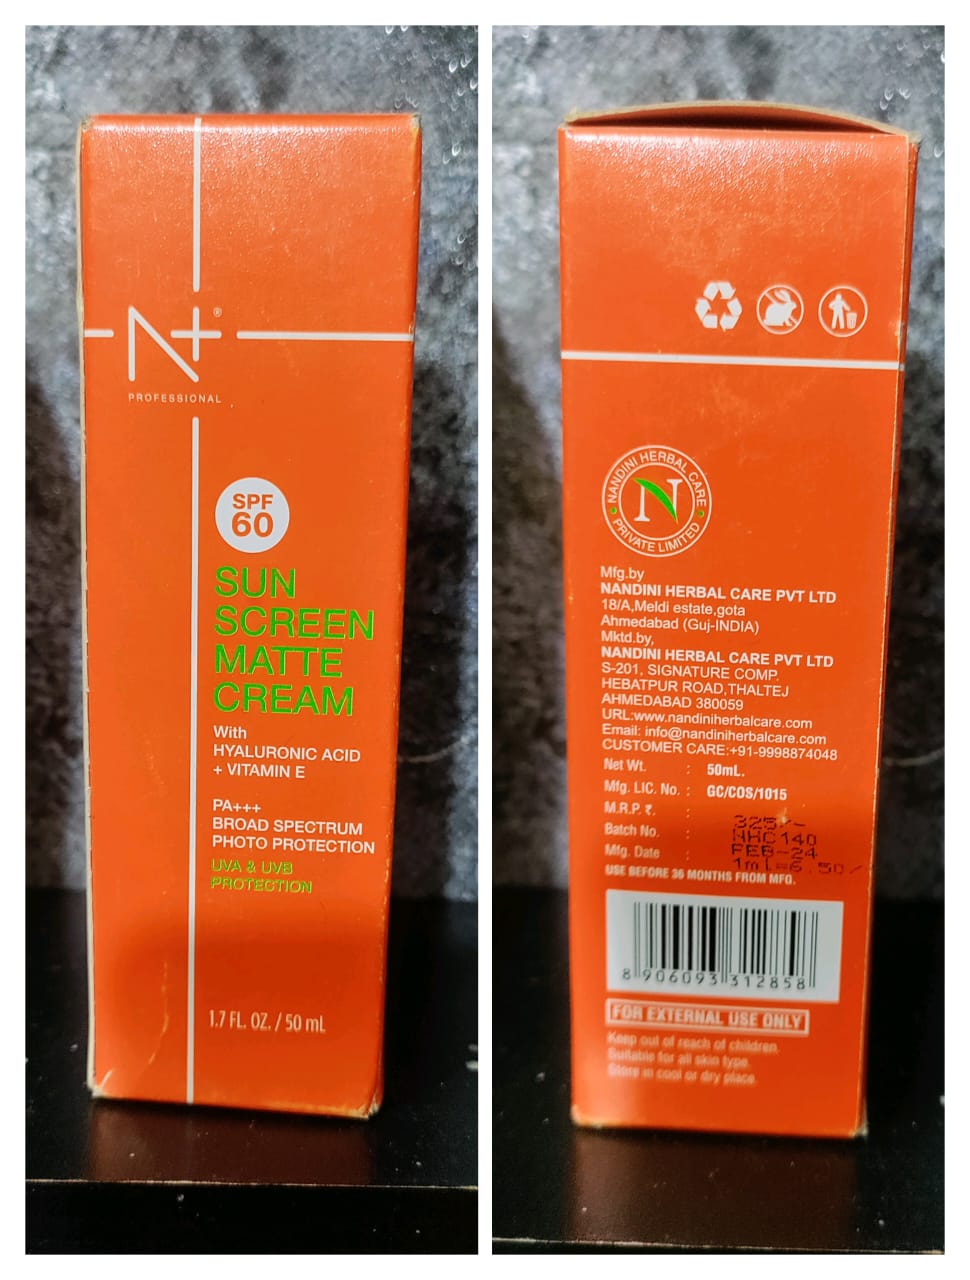 N+®
PROFESSIONAL
SPF
60
SUN
SCREEN
MATTE
CREAM
With
HYALURONIC ACID
+ VITAMIN E
PA+++
BROAD SPECTRUM
PHOTO PROTECTION
UVA & UVB
PROTECTION
1.7 FL. OZ. / 50 mL
NANDINI HERBAL CARE
N
PRIVATE LIMITED
Mfg.by
NANDINI HERBAL CARE PVT LTD
18/A,Meldi estate,gota
Ahmedabad (Guj-INDIA)
Mktd.by,
NANDINI HERBAL CARE PVT LTD
S-201, SIGNATURE COMP.
HEBATPUR ROAD,THALTEJ
AHMEDABAD 380059
URL:www.nandiniherbalcare.com
Email: info@nandiniherbalcare.com
CUSTOMER CARE:+91-9998874048
Net Wt. : 50mL.
Mfg. LIC. No. : GC/COS/1015
M.R.P. ₹. : 325/-
Batch No. : NHC140
Mfg. Date : FEB-24
1ml=6.50/
USE BEFORE 36 MONTHS FROM MFG.
8 906093 312858
FOR EXTERNAL USE ONLY
Keep out of reach of children.
Suitable for all skin type.
Store in cool or dry place.